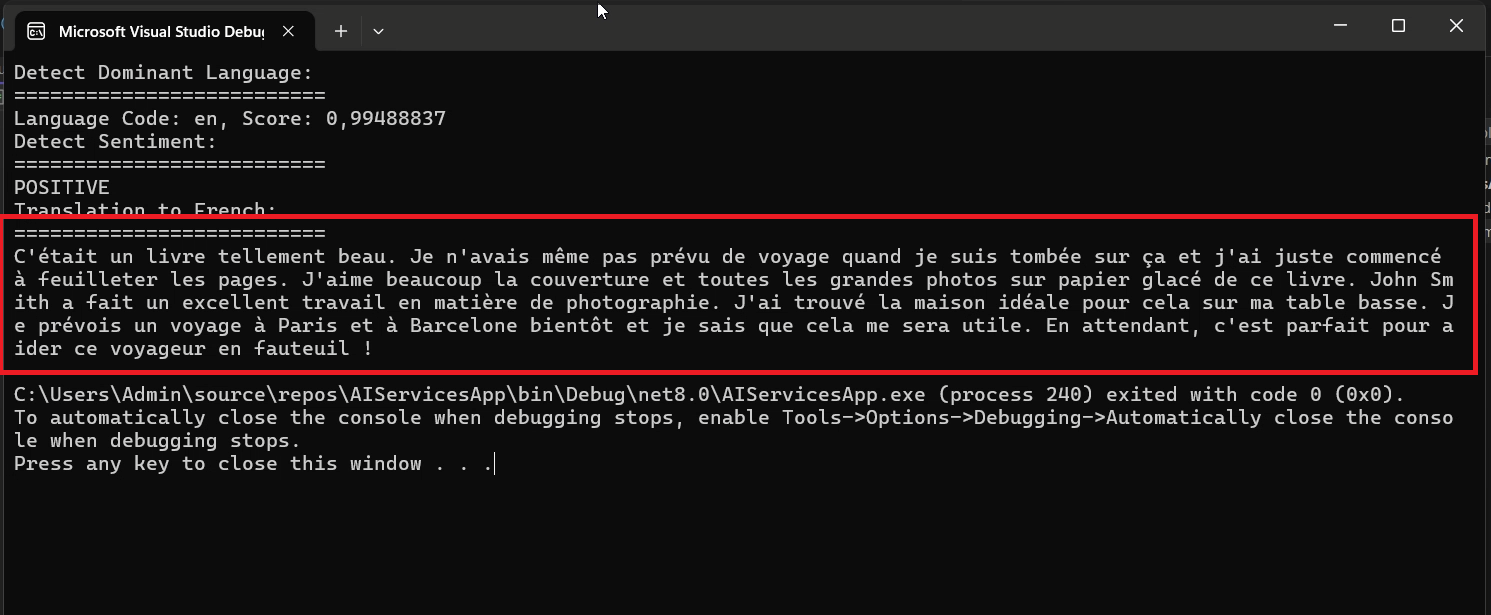 Microsoft Visual Studio Debu
Detect Dominant Language:
==========================
Language Code: en, Score: 0,99488837
Detect Sentiment:
==========================
POSITIVE
Translation to French:
==========================
C'était un livre tellement beau. Je n'avais même pas prévu de voyage quand je suis tombée sur ça et j'ai juste commencé
à feuilleter les pages. J'aime beaucoup la couverture et toutes les grandes photos sur papier glacé de ce livre. John Sm
ith a fait un excellent travail en matière de photographie. J'ai trouvé la maison idéale pour cela sur ma table basse. J
e prévois un voyage à Paris et à Barcelone bientôt et je sais que cela me sera utile. En attendant, c'est parfait pour a
ider ce voyageur en fauteuil !
C:\Users\Admin\source\repos\AIServicesApp\bin\Debug\net8.0\AIServicesApp.exe (process 240) exited with code 0 (0x0).
To automatically close the console when debugging stops, enable Tools->Options->Debugging->Automatically close the conso
le when debugging stops.
Press any key to close this window . . .